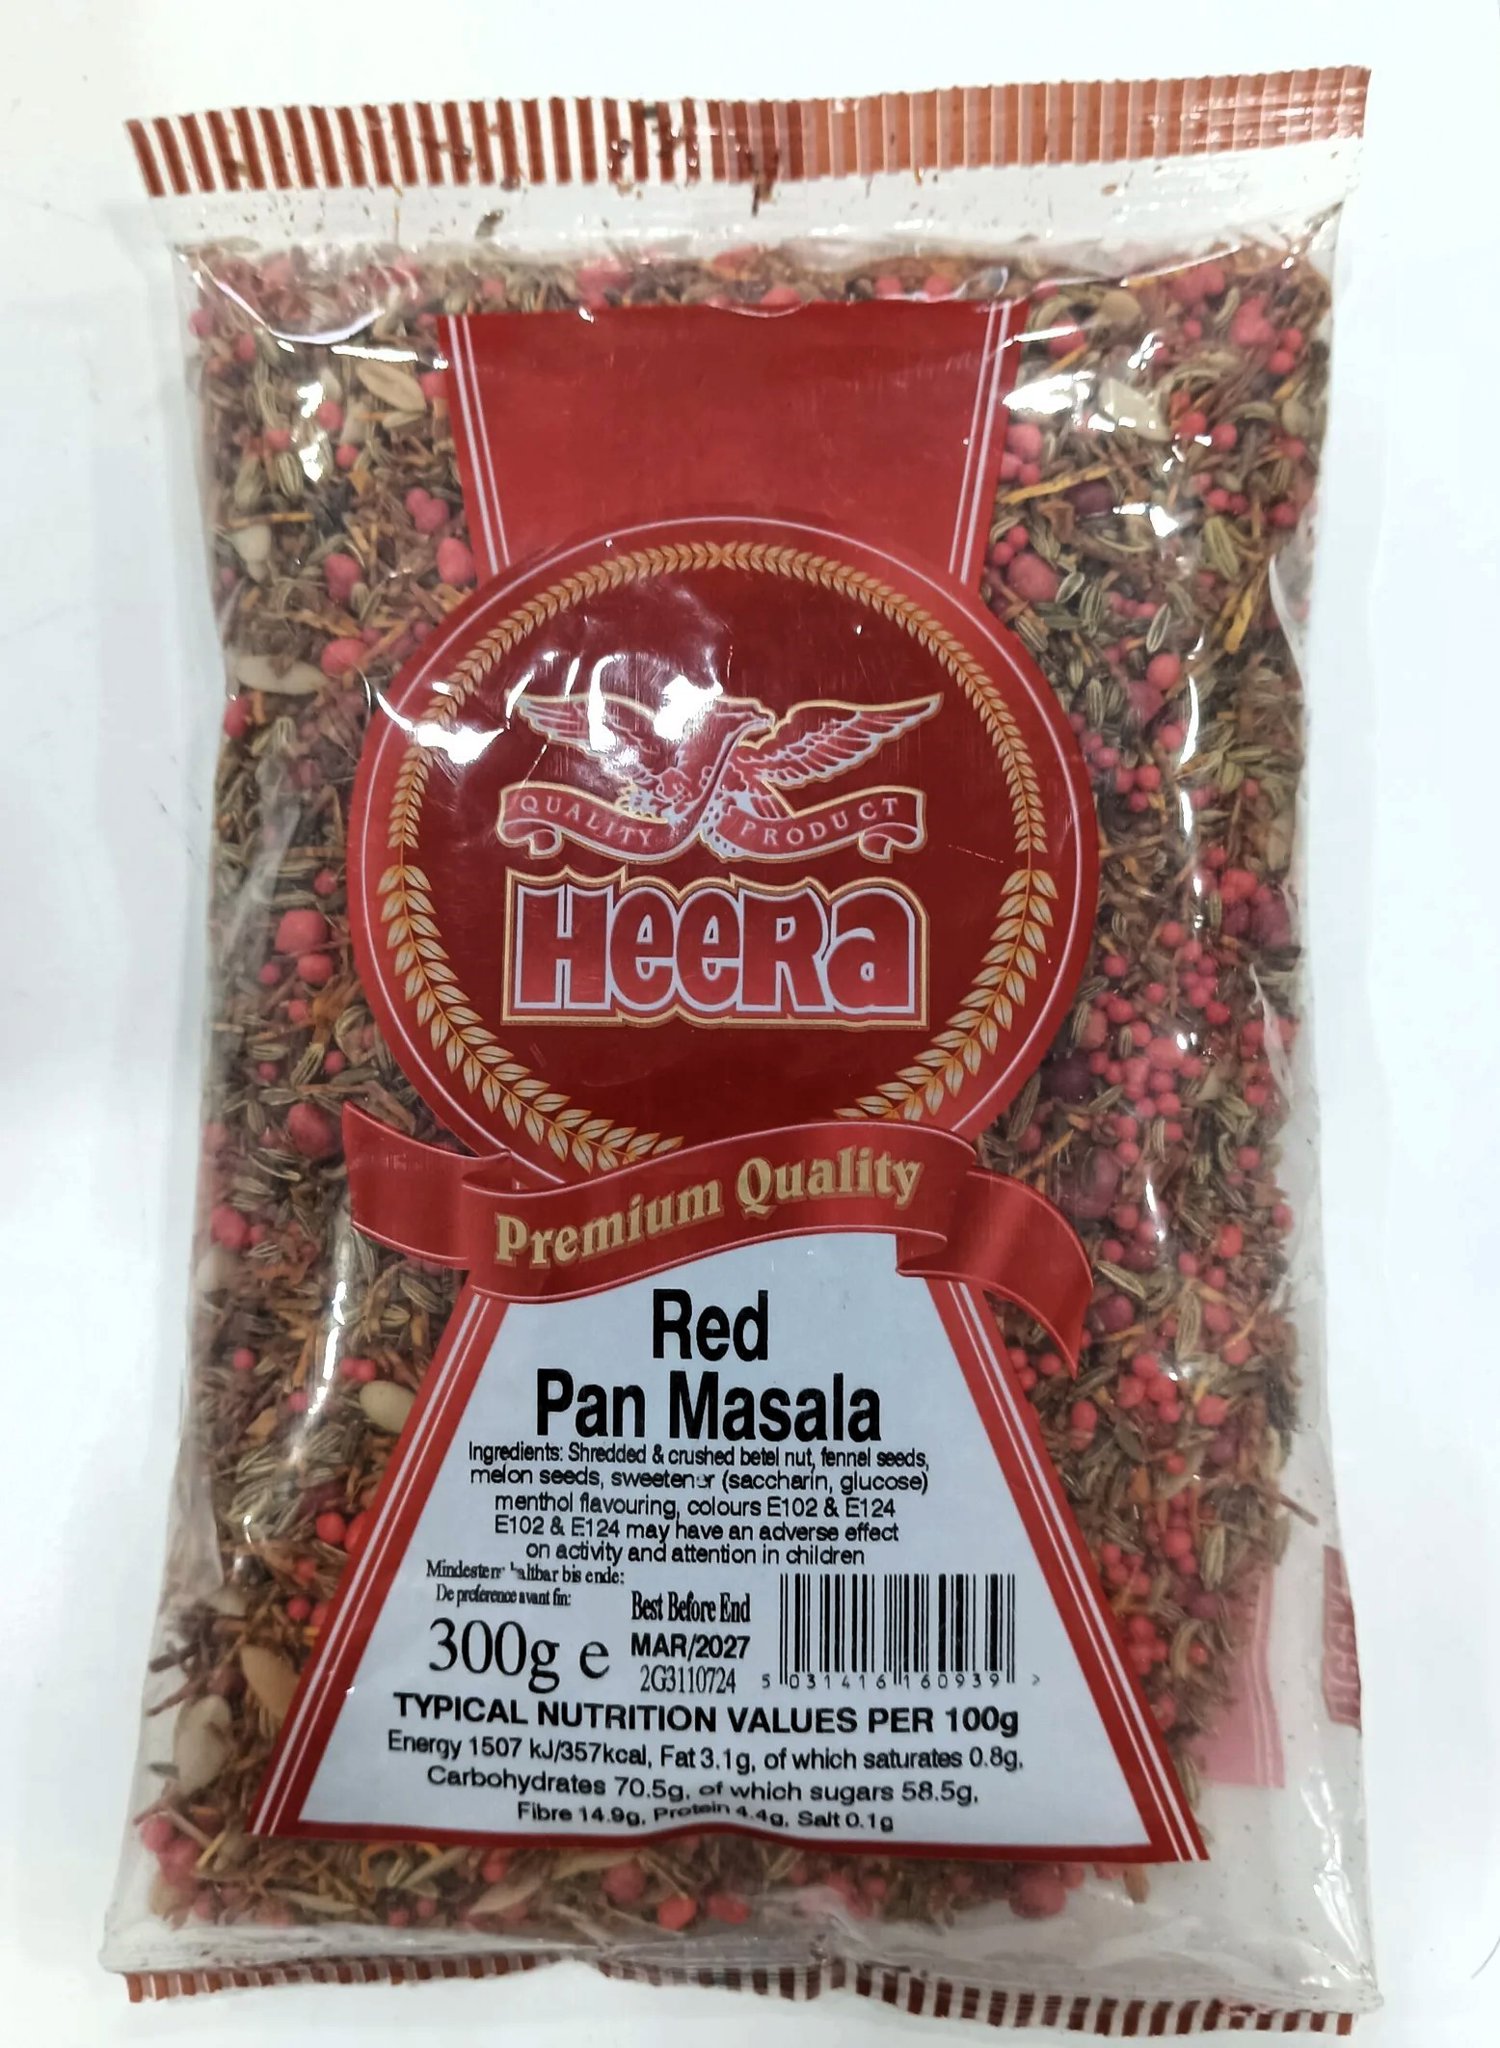 QUALITY PRODUCT
HEERa
Premium Quality
Red
Pan Masala
Ingredients: Shredded & crushed betel nut, fennel seeds,
melon seeds, sweetener (saccharin, glucose)
menthol flavouring, colours E102 & E124
E102 & E124 may have an adverse effect
on activity and attention in children
bis ende:
De preference avant fin:
Best Before End
300g e
MAR/2027
2G3110724
5 031416 160939 >
TYPICAL NUTRITION VALUES PER 100g
Energy 1507 kJ/357kcal, Fat 3.1g, of which saturates 0.8g,
Carbohydrates 70.5g, of which sugars 58.5g,
Fibre 14.9g, Protein 4.4g, Salt 0.1g